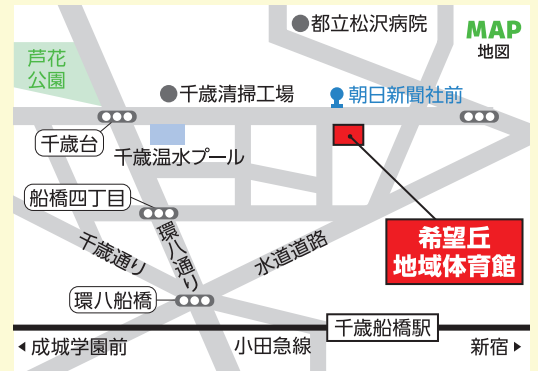 都立松沢病院
MAP
地図
芦花
公園
千歳清掃工場
朝日新聞社前
千歳台
千歳温水プール
船橋四丁目
環八通り
千歳通り
水道道路
希望丘
地域体育館
環八船橋
千歳船橋駅
成城学園前
小田急線
新宿